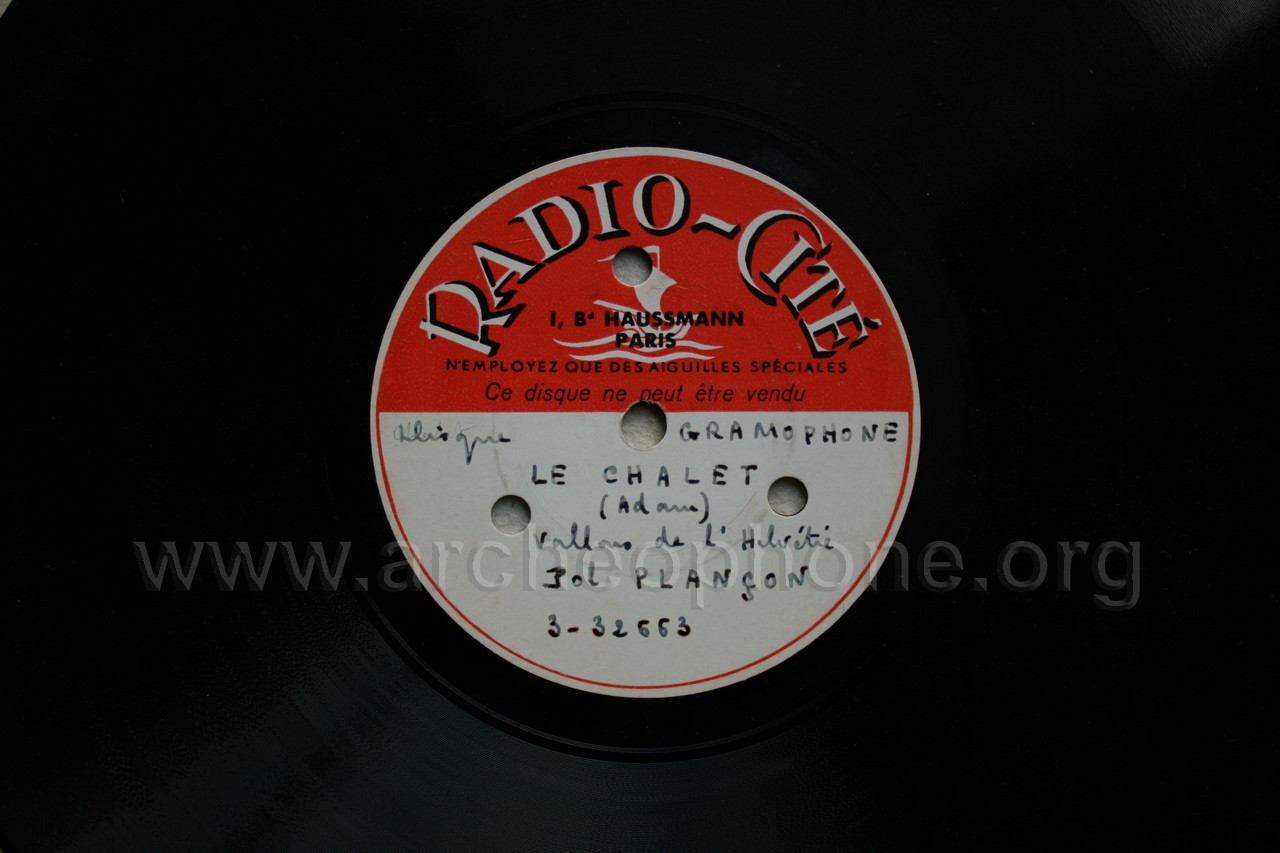 RADIO-CITÉ
1, Bd HAUSSMANN
PARIS
N'EMPLOYEZ QUE DES AIGUILLES SPÉCIALES
Ce disque ne peut être vendu
GRAMOPHONE
LE CHALET
(Adam)
Vallons de l'Helvétie
www.archeophone.org
Pol PLANÇON
3-32663